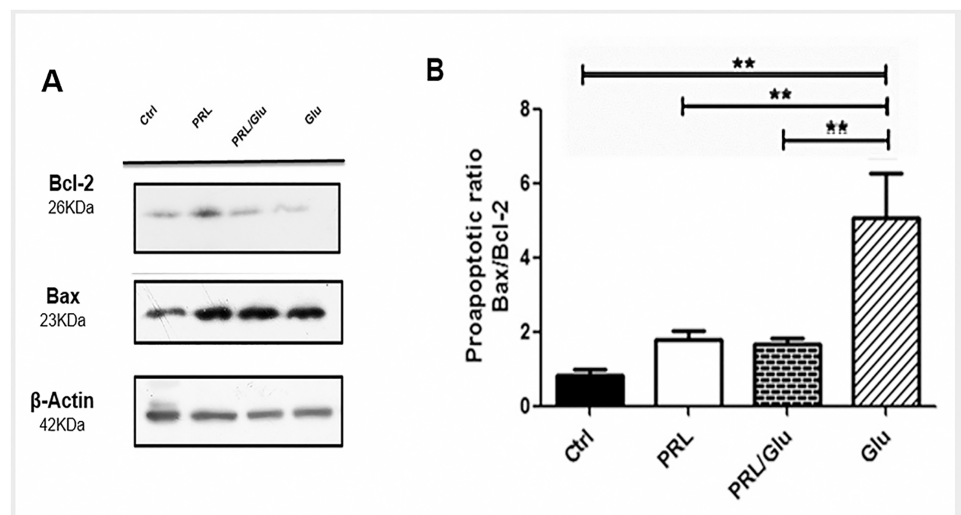 A
Ctrl PRL PRL/Glu Glu
Bcl-2
26KDa
Bax
23KDa
β-Actin
42KDa
B
**
**
**
8
6
4
2
0
Proapoptotic ratio
Bax/Bcl-2
Ctrl PRL PRL/Glu Glu